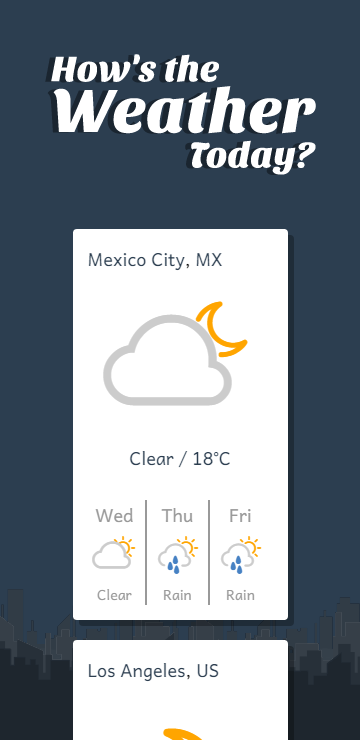 How's the
Weather
Today?
Mexico City, MX
Clear / 18°C
Wed Thu Fri
Clear Rain Rain
Los Angeles, US